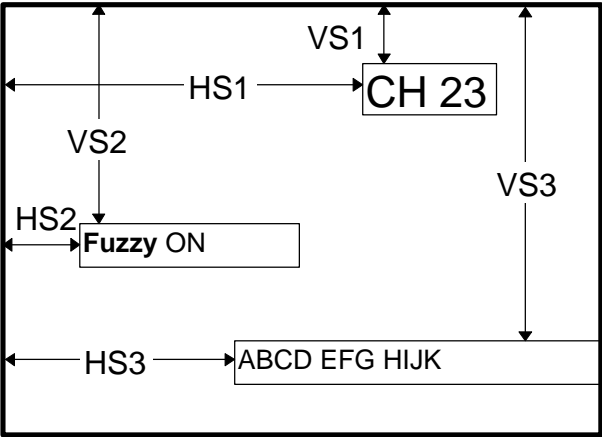 VS1
HS1
CH 23
VS2
VS3
HS2
Fuzzy ON
HS3
ABCD EFG HIJK